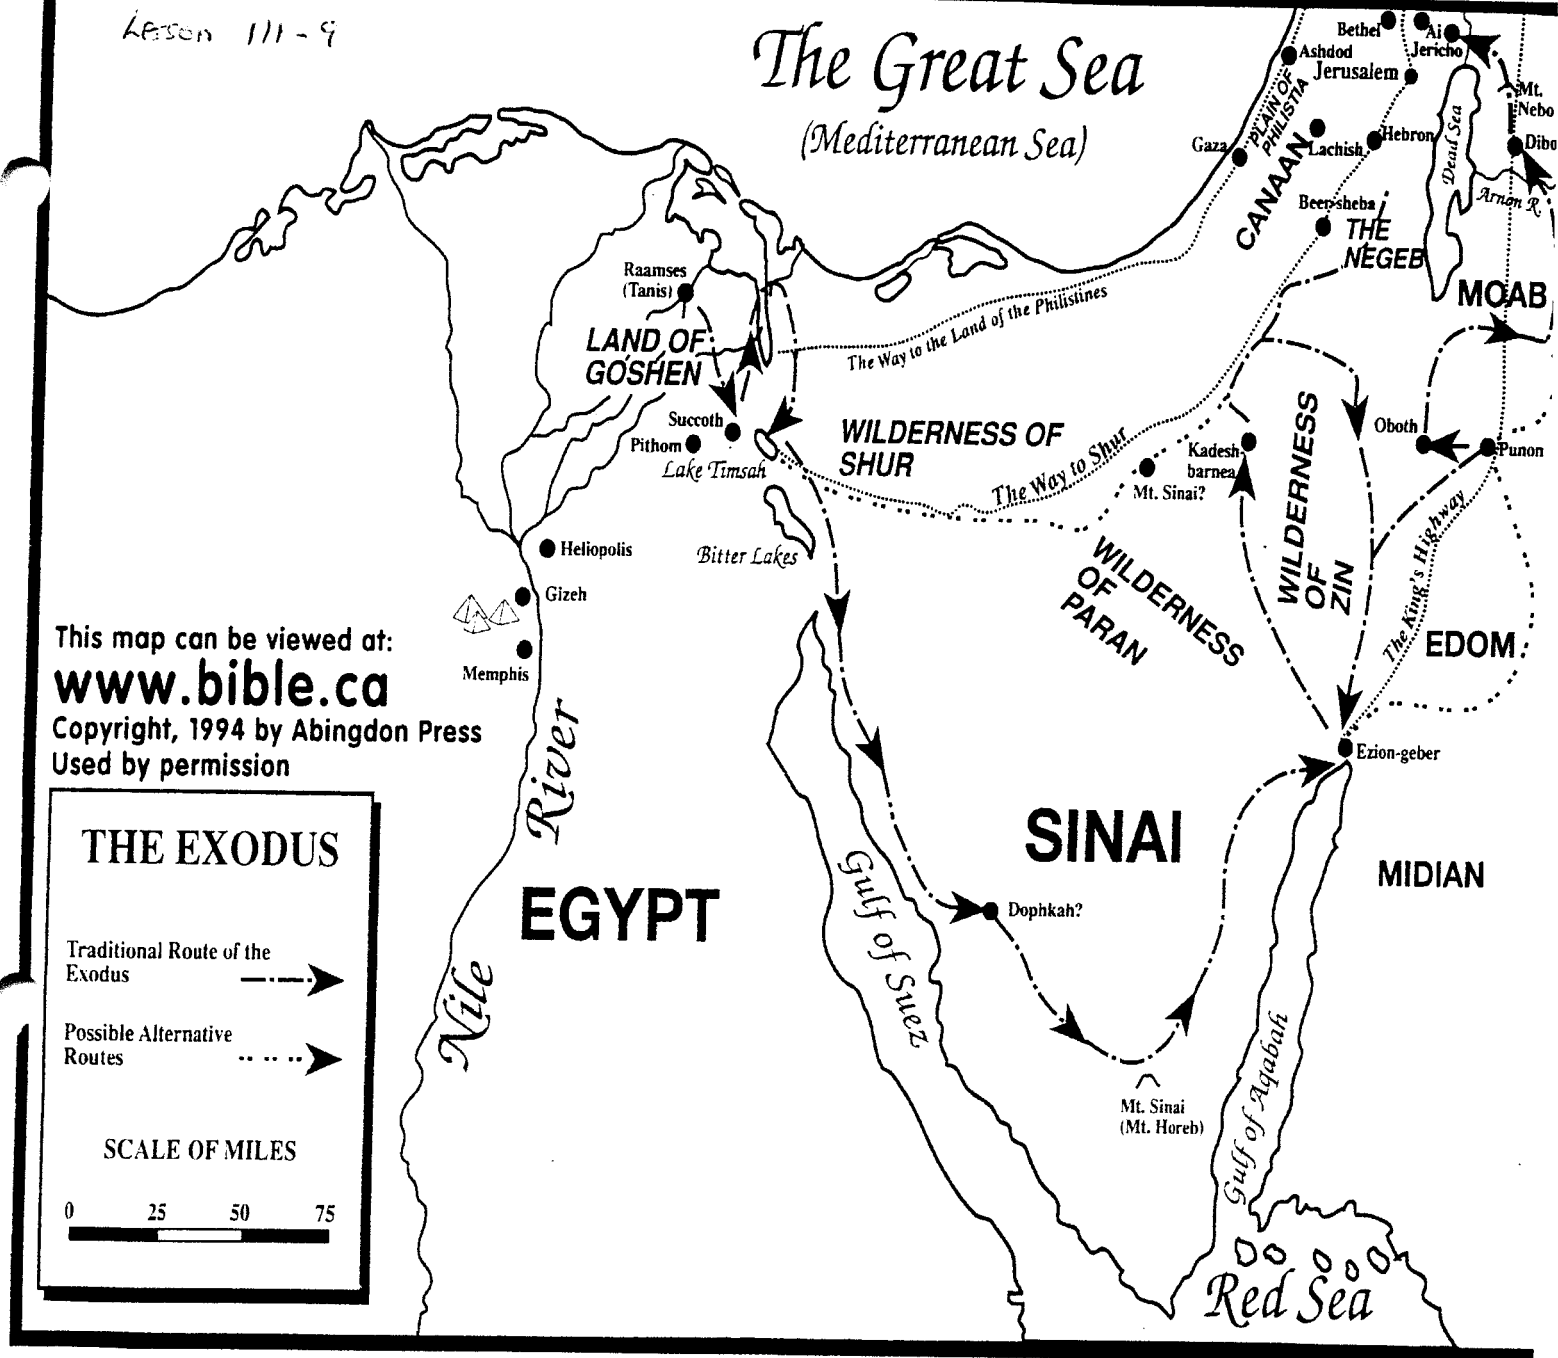 Lesson 111-9
The Great Sea
(Mediterranean Sea)
Bethel
Ai
Jericho
Ashdod
Jerusalem
PLAIN OF
PHILISTIA
Mt.
Nebo
Gaza
CANAAN
Lachish
Hebron
Dead Sea
Dibo
Arnon R.
Beer-sheba
THE
NEGEB
MOAB
Raamses
(Tanis)
LAND OF
GOSHEN
The Way to the Land of the Philistines
Succoth
Pithom
Lake Timsah
WILDERNESS OF
SHUR
The Way to Shur
Kadesh-
barnea
Mt. Sinai?
WILDERNESS
OF
ZIN
Oboth
Punon
Bitter Lakes
WILDERNESS
OF
PARAN
The King's Highway
EDOM
Heliopolis
Gizeh
Memphis
This map can be viewed at:
www.bible.ca
Copyright, 1994 by Abingdon Press
Used by permission
Nile River
EGYPT
SINAI
Ezion-geber
MIDIAN
Gulf of Suez
Dophkah?
Mt. Sinai
(Mt. Horeb)
Gulf of Aqabah
Red Sea
THE EXODUS
Traditional Route of the
Exodus
Possible Alternative
Routes
SCALE OF MILES
0 25 50 75